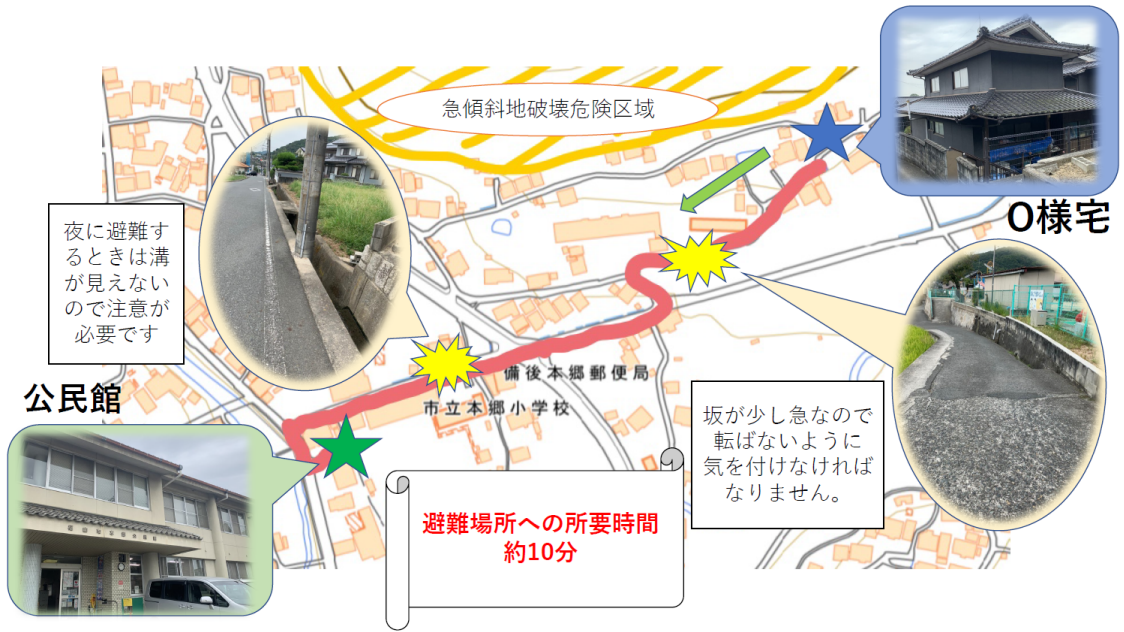 急傾斜地破壊危険区域
O様宅
夜に避難す
るときは溝
が見えない
ので注意が
必要です
備後本郷郵便局
市立本郷小学校
公民館
坂が少し急なので
転ばないように
気を付けなければ
なりません。
避難場所への所要時間
約10分